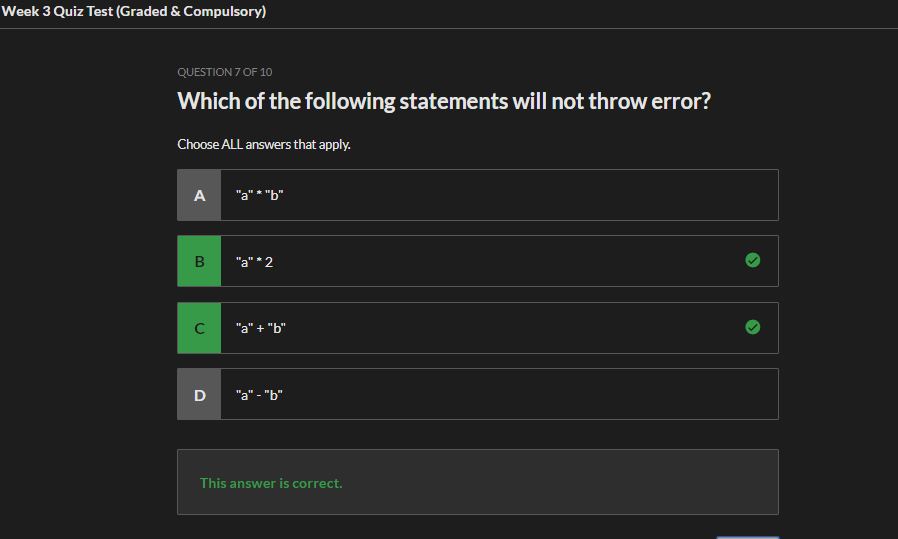 Week 3 Quiz Test (Graded & Compulsory)
QUESTION 7 OF 10
Which of the following statements will not throw error?
Choose ALL answers that apply.
A "a" * "b"
B "a" * 2
C "a" + "b"
D "a" - "b"
This answer is correct.